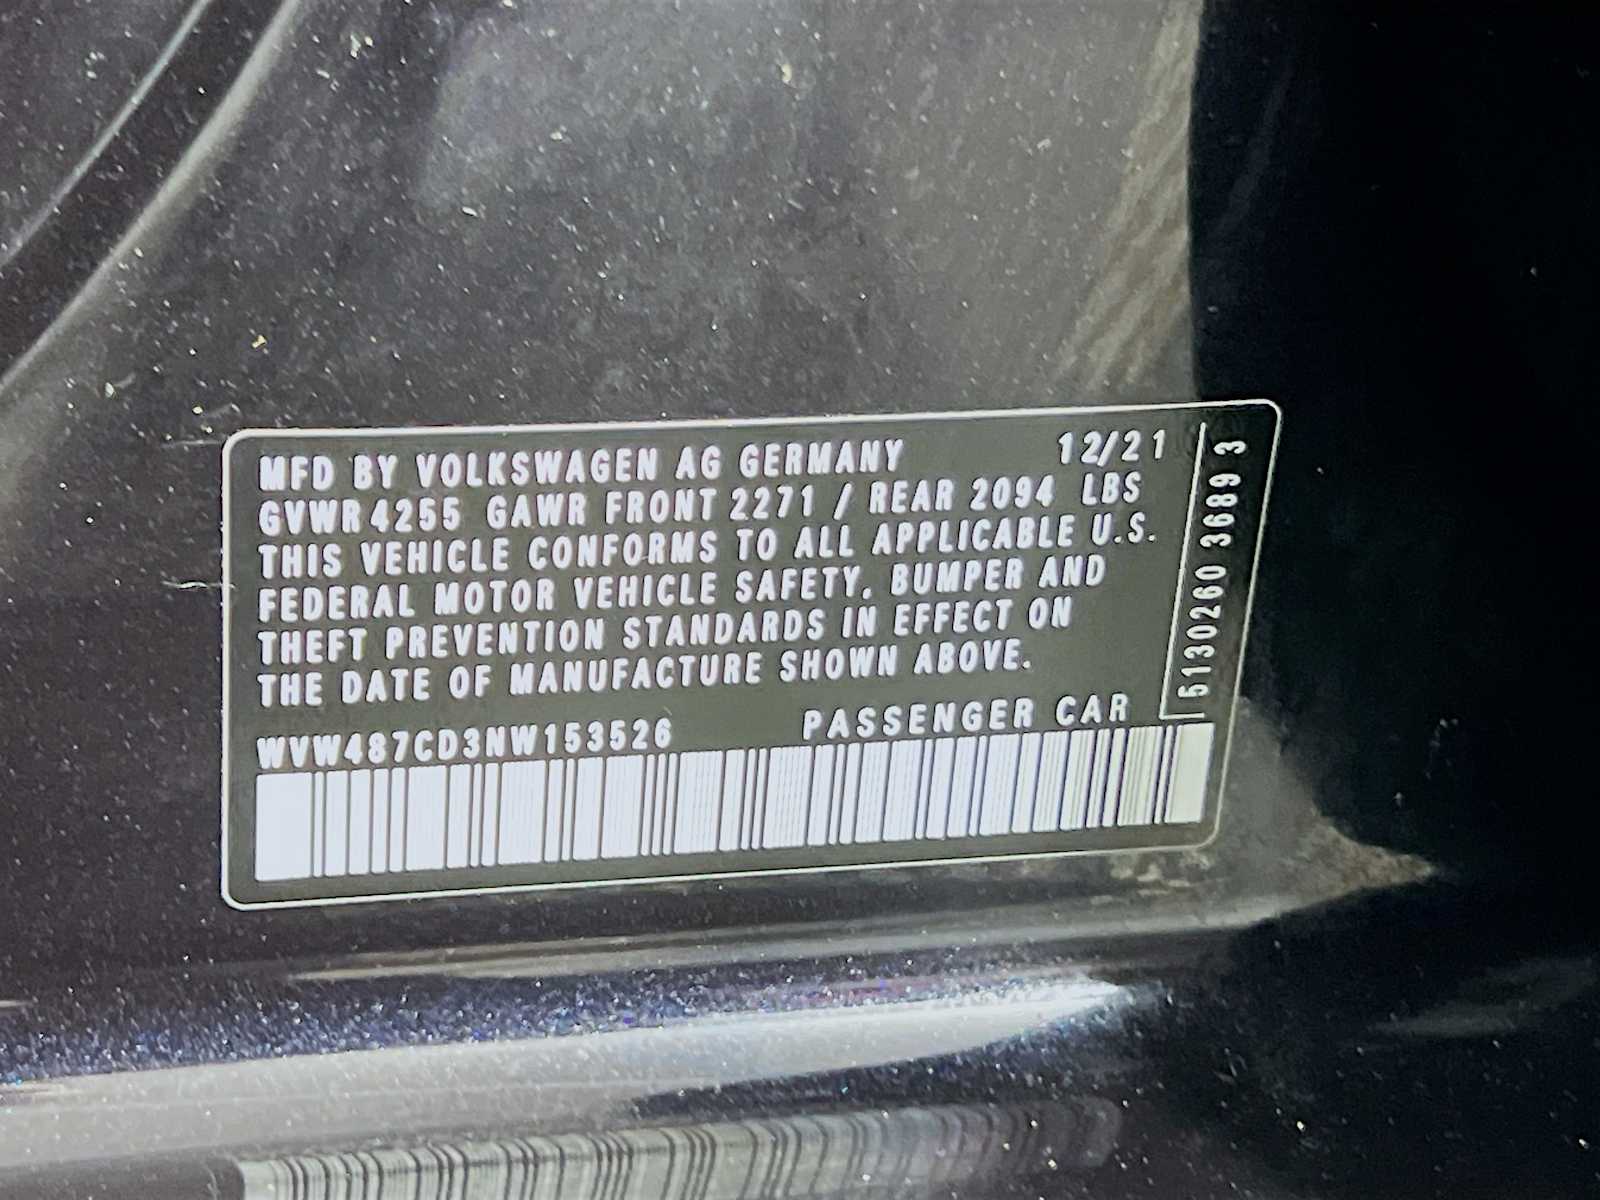 MFD BY VOLKSWAGEN AG GERMANY 12/21
GVWR 4255 GAWR FRONT 2271 / REAR 2094 LBS
THIS VEHICLE CONFORMS TO ALL APPLICABLE U.S.
FEDERAL MOTOR VEHICLE SAFETY, BUMPER AND
THEFT PREVENTION STANDARDS IN EFFECT ON
THE DATE OF MANUFACTURE SHOWN ABOVE.
WVW487CD3NW153526 PASSENGER CAR
5130260 3689 3